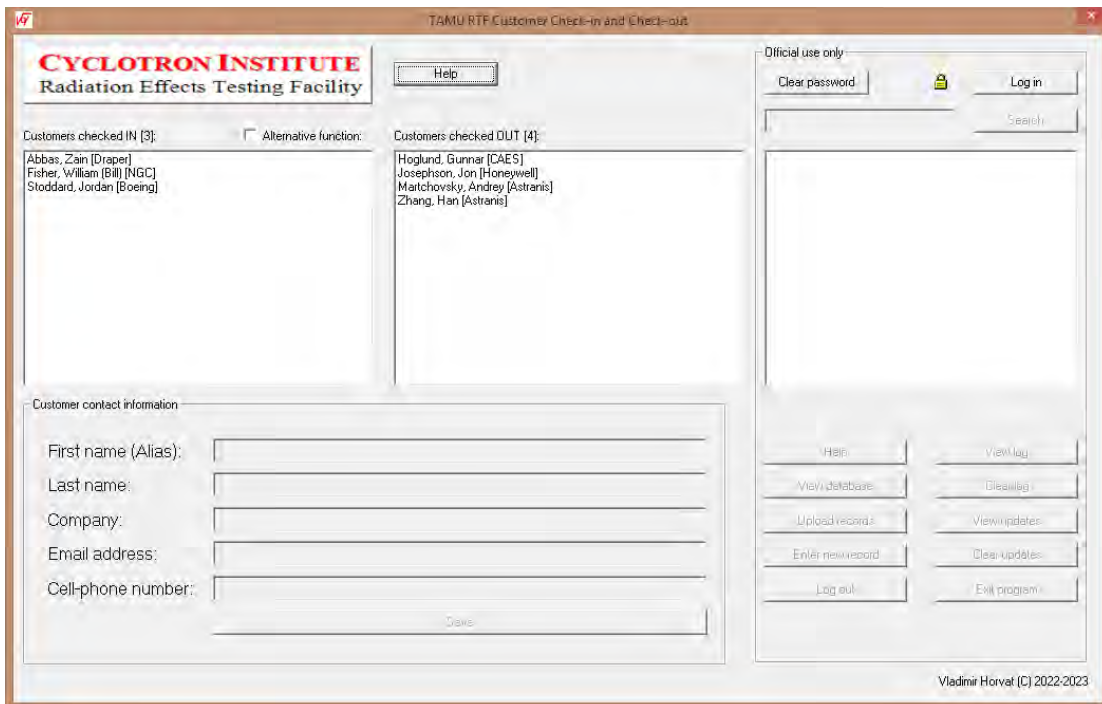 TAMU RTF Customer Check-in and Check-out
CYCLOTRON INSTITUTE
Radiation Effects Testing Facility
Help
Official use only
Clear password
Log in
Search
Customers checked IN [3]:
Alternative function:
Customers checked OUT [4]:
Abbas, Zain [Draper]
Fisher, William (Bill) [NGC]
Stoddard, Jordan [Boeing]
Hoglund, Gunnar [CAES]
Josephson, Jon [Honeywell]
Martchovsky, Andrey [Astranis]
Zhang, Han [Astranis]
Customer contact information
First name (Alias):
Last name:
Company:
Email address:
Cell-phone number:
Save
Help
View log
View database
Clear log
Upload records
View updates
Enter new record
Clear updates
Log out
Exit program
Vladimir Horvat (C) 2022-2023